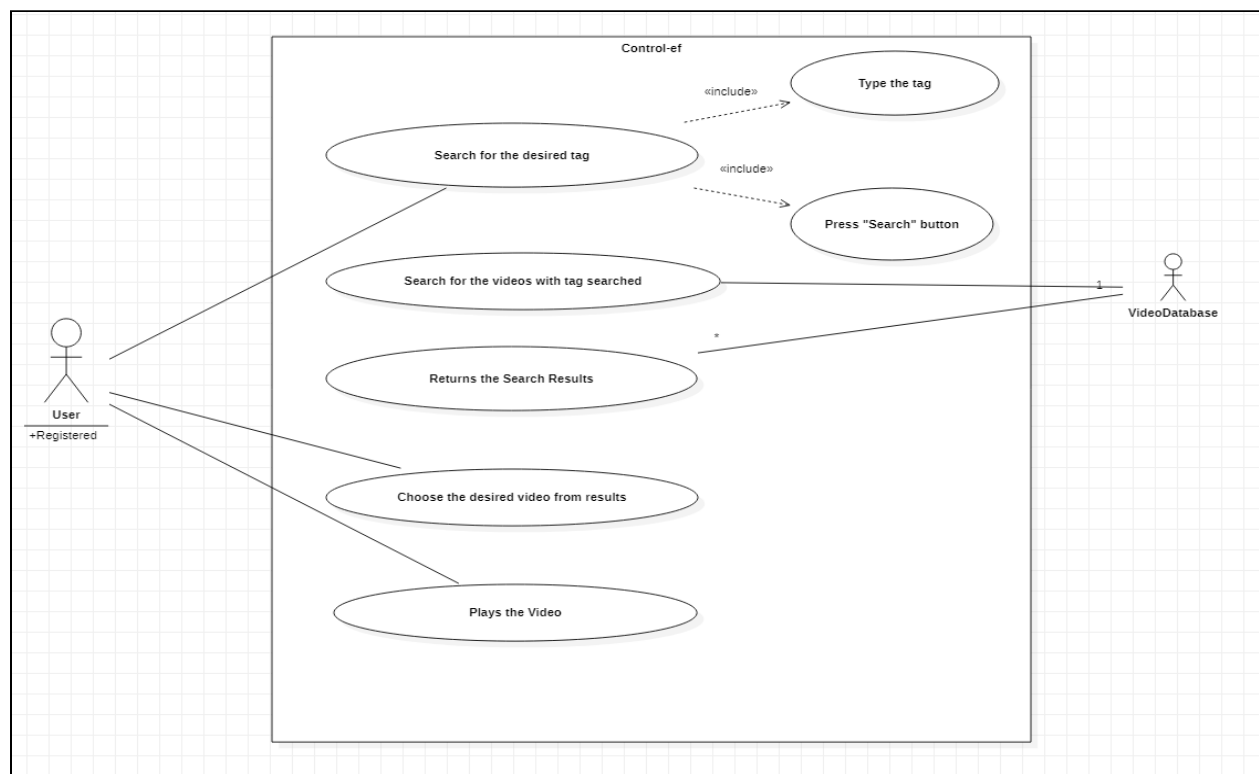 Control-ef
«include»
Type the tag
Search for the desired tag
«include»
Press "Search" button
Search for the videos with tag searched
1
VideoDatabase
*
Returns the Search Results
User
+Registered
Choose the desired video from results
Plays the Video